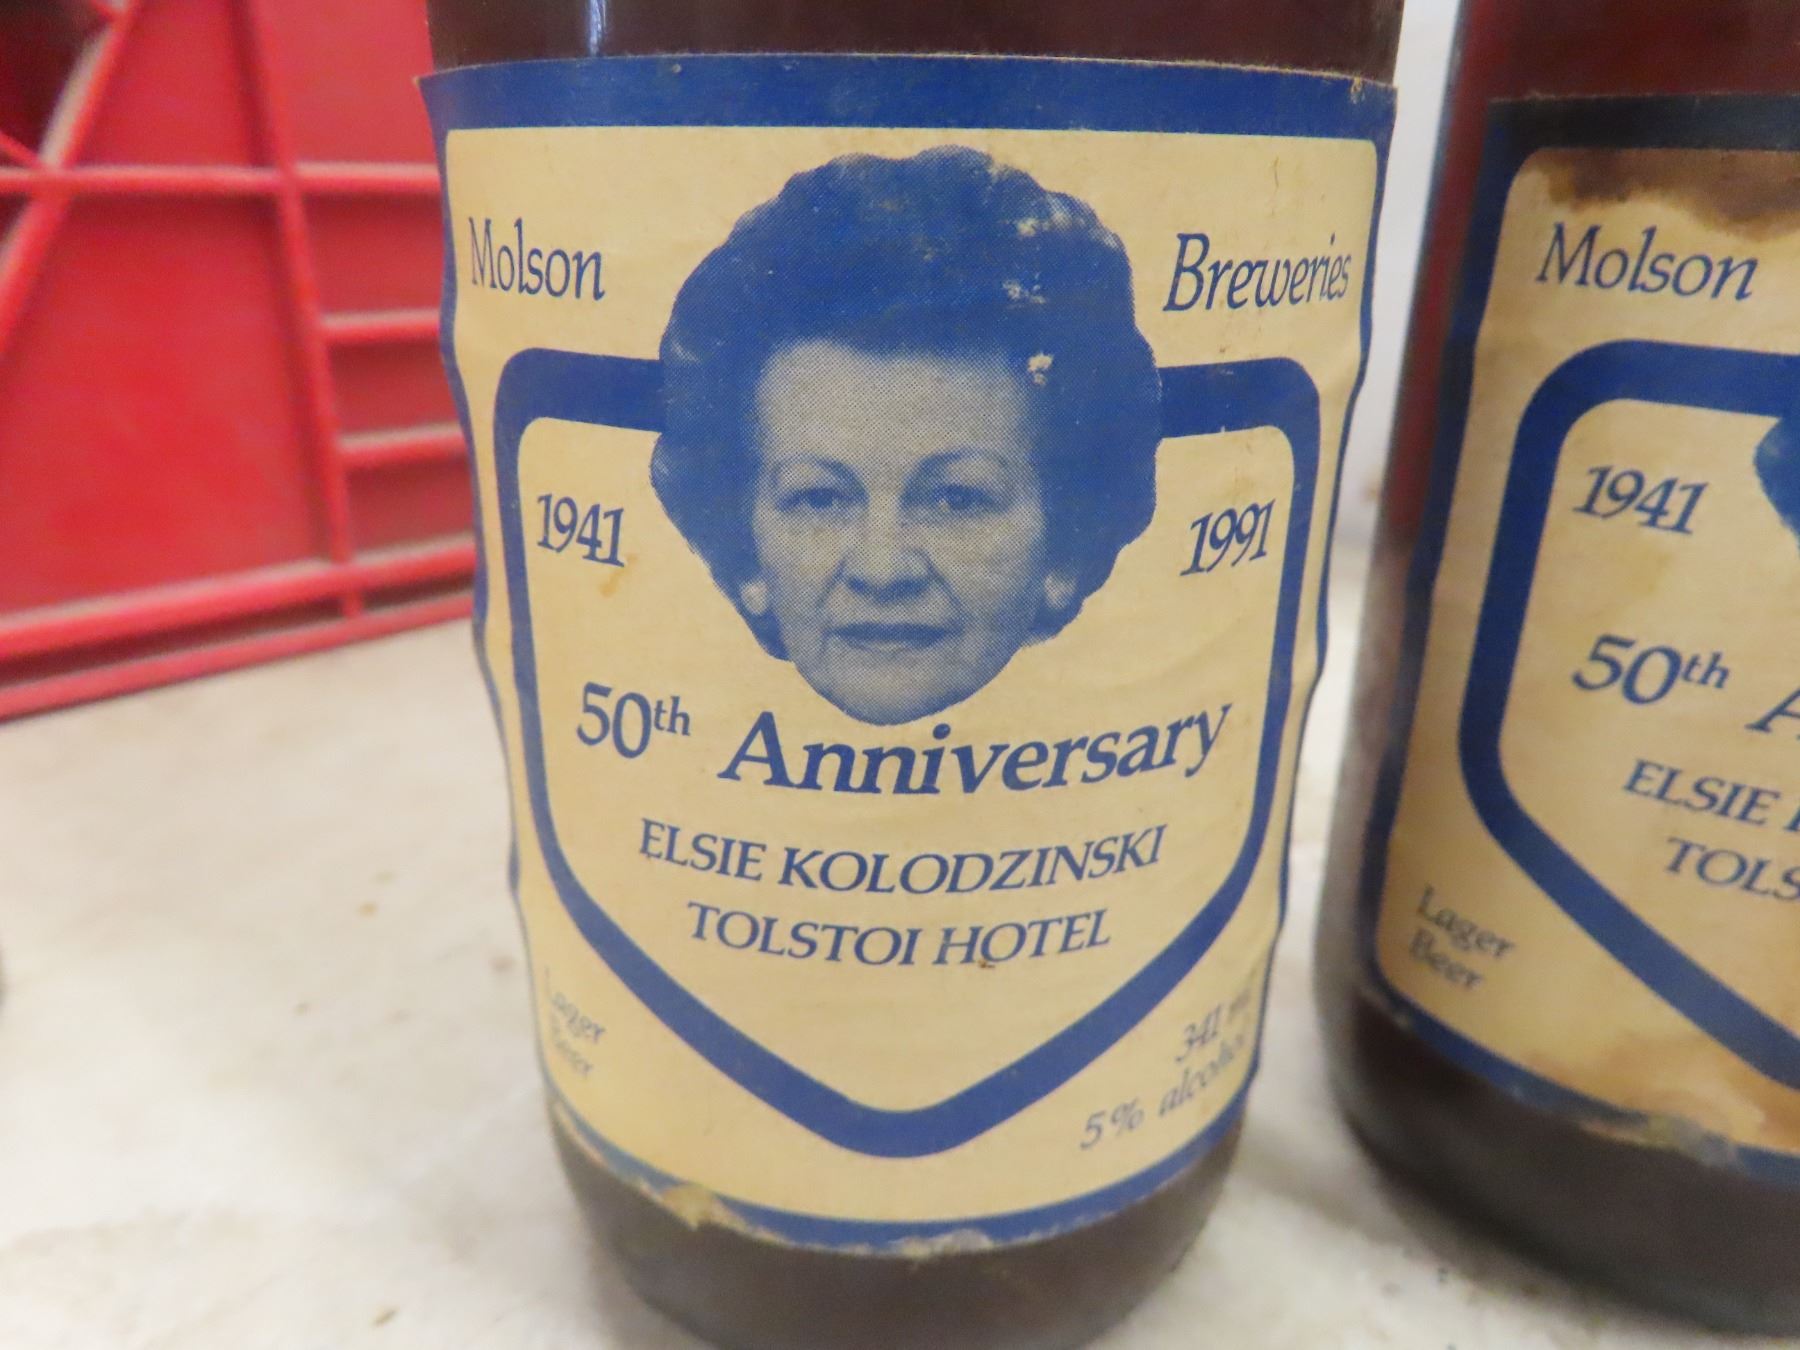 Molson Breweries
1941 1991
50th Anniversary
ELSIE KOLODZINSKI
TOLSTOI HOTEL
Lager
Beer
341 ml
5% alcohol
Molson
1941
50th A
ELSIE
TOLS
Lager
Beer